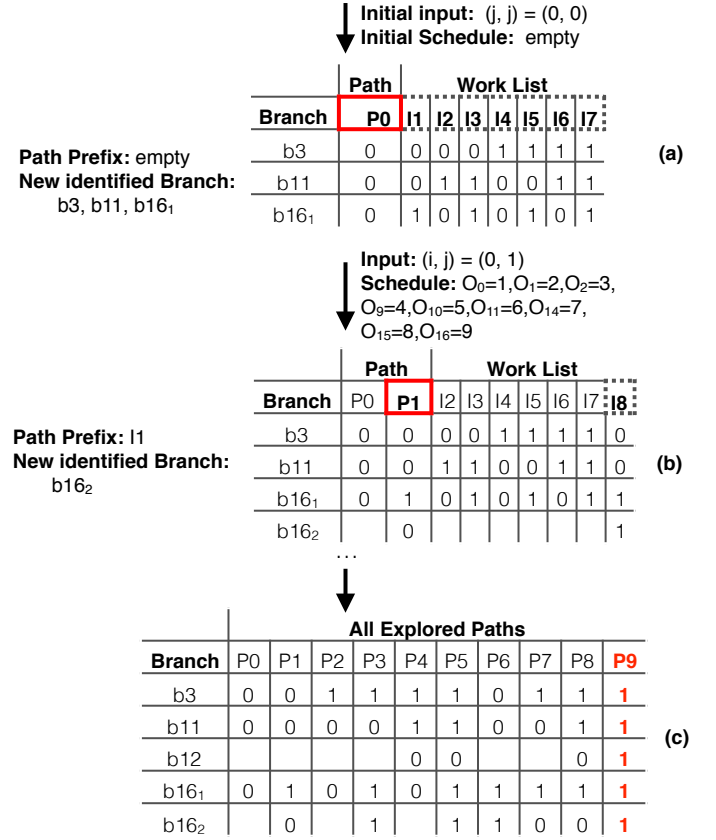 Initial input: (j, j) = (0, 0)
Initial Schedule: empty
Path Work List
Branch P0 I1 I2 I3 I4 I5 I6 I7
b3 0 0 0 0 1 1 1 1
b11 0 0 1 1 0 0 1 1
b16₁ 0 1 0 1 0 1 0 1
Path Prefix: empty
New identified Branch:
b3, b11, b16₁
(a)
Input: (i, j) = (0, 1)
Schedule: O₀=1,O₁=2,O₂=3,
O₉=4,O₁₀=5,O₁₁=6,O₁₄=7,
O₁₅=8,O₁₆=9
Path Work List
Branch P0 P1 I2 I3 I4 I5 I6 I7 I8
b3 0 0 0 0 1 1 1 1 0
b11 0 0 1 1 0 0 1 1 0
b16₁ 0 1 0 1 0 1 0 1 1
b16₂ 0 1
Path Prefix: I1
New identified Branch:
b16₂
(b)
...
All Explored Paths
Branch P0 P1 P2 P3 P4 P5 P6 P7 P8 P9
b3 0 0 1 1 1 1 0 1 1 1
b11 0 0 0 0 1 1 0 0 1 1
b12 0 0 0 1
b16₁ 0 1 0 1 0 1 1 1 1 1
b16₂ 0 1 1 1 0 0 1
(c)